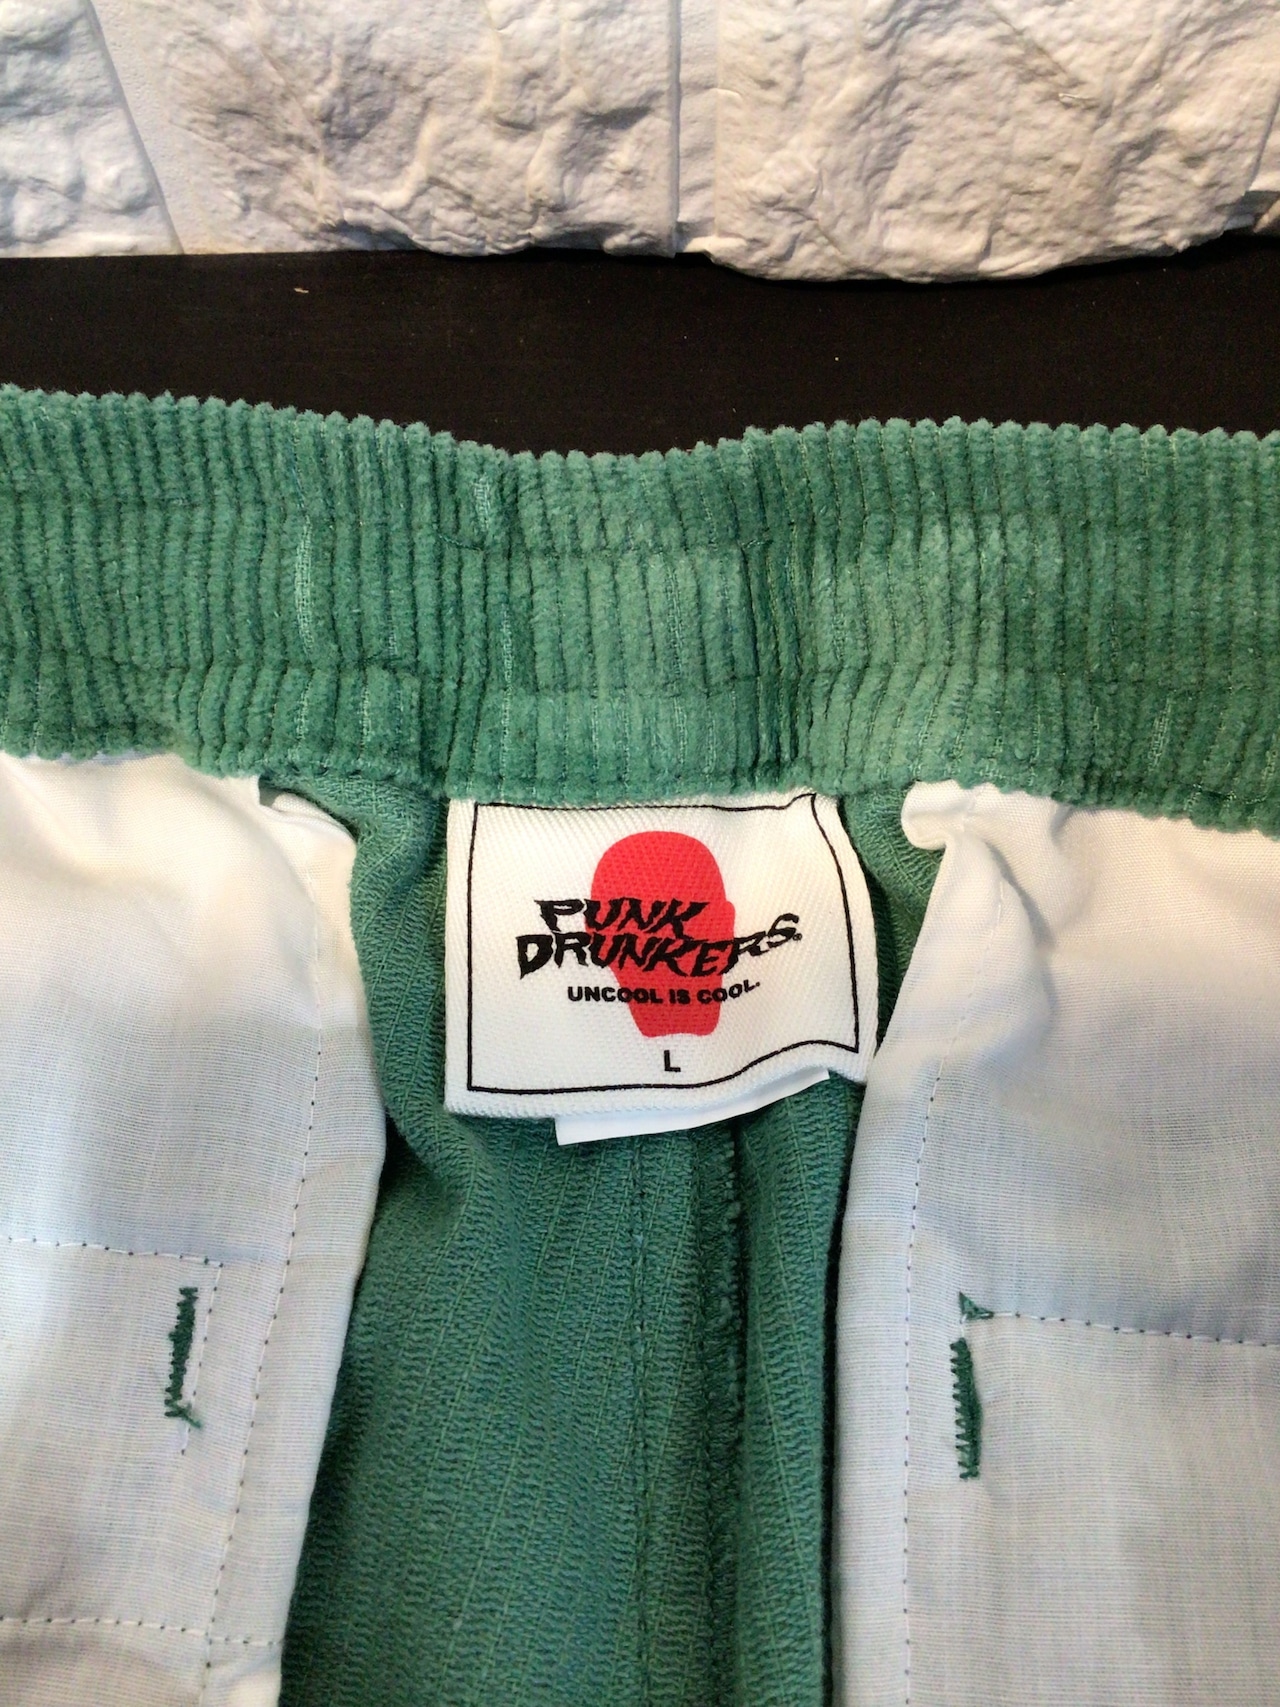 PUNK
DRUNKERS.
UNCOOL IS COOL.
L